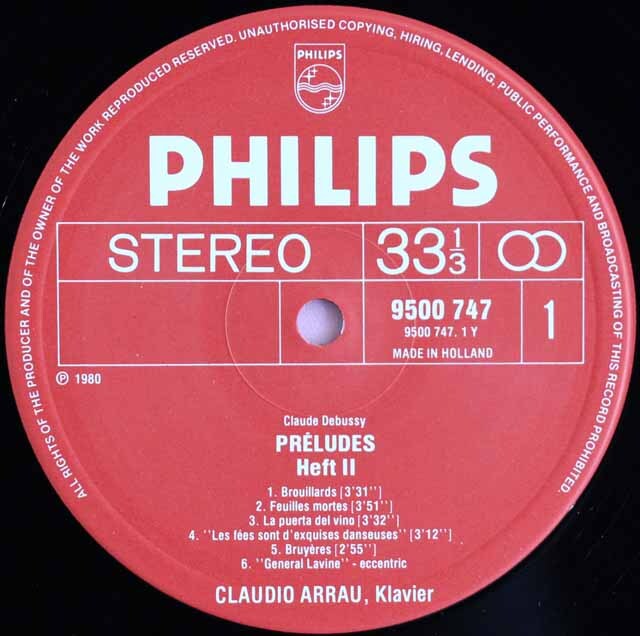 ALL RIGHTS OF THE PRODUCER AND OF THE OWNER OF THE WORK REPRODUCED RESERVED. UNAUTHORISED COPYING, HIRING, LENDING, PUBLIC PERFORMANCE AND BROADCASTING OF THIS RECORD PROHIBITED.
PHILIPS
PHILIPS
STEREO 33 1/3
9500 747 1
9500 747. 1 Y
MADE IN HOLLAND
℗ 1980
Claude Debussy
PRÉLUDES
Heft II
1. Brouillards [3'31'']
2. Feuilles mortes [3'51'']
3. La puerta del vino [3'32'']
4. ''Les fées sont d'exquises danseuses'' [3'12'']
5. Bruyères [2'55'']
6. ''General Lavine'' - eccentric
CLAUDIO ARRAU, Klavier